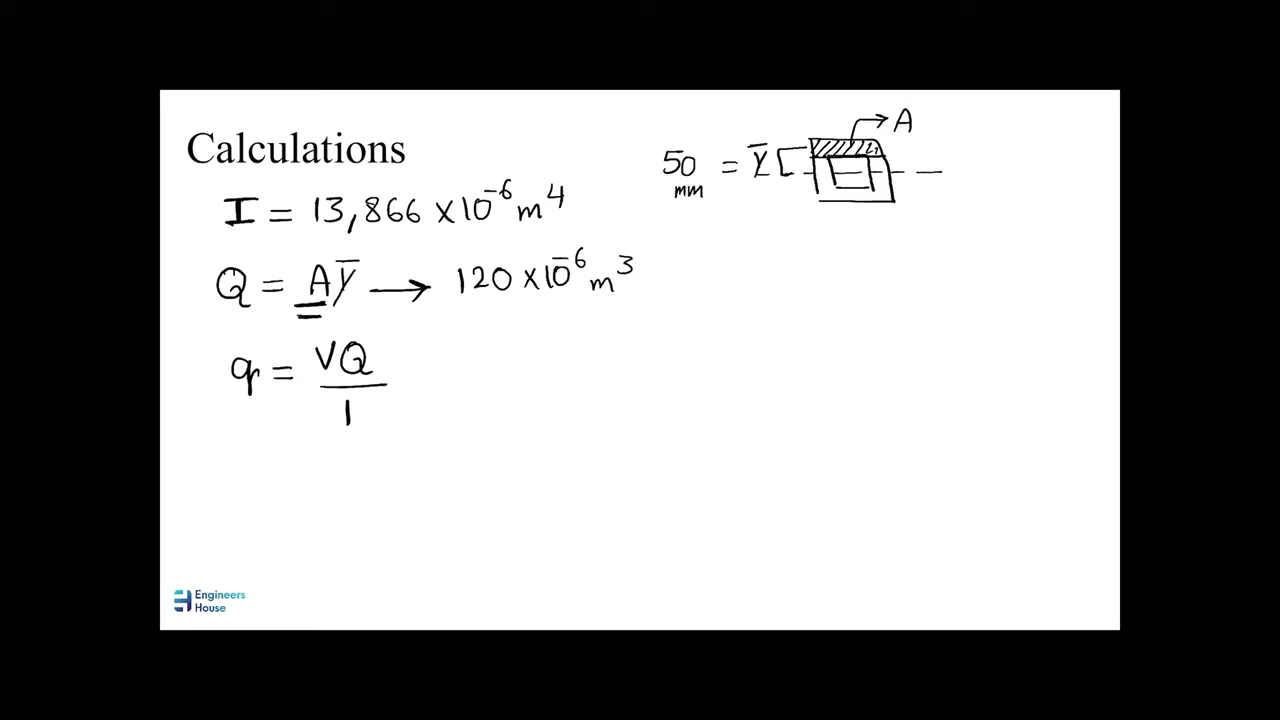 Calculations
I = 13,866 × 10⁻⁶ m⁴
Q = Aȳ → 120 × 10⁻⁶ m³
q = VQ
I
50 = ȳ
mm
A
Engineers
House